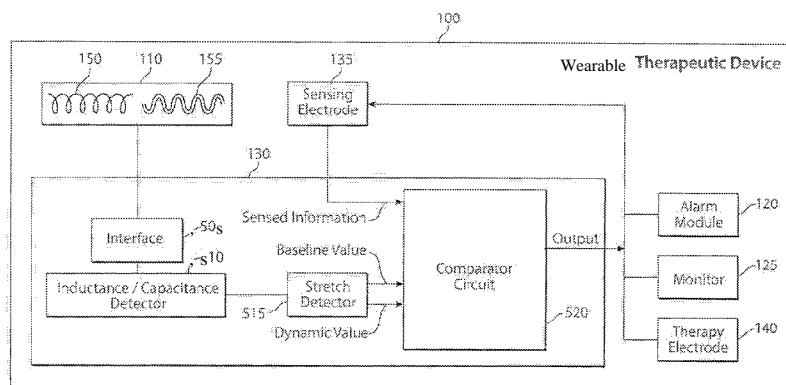 100
150 110 155
135
Wearable Therapeutic Device
Sensing
Electrode
130
Sensed Information
50s
Interface
s10
Inductance / Capacitance
Detector
515
Baseline Value
Stretch
Detector
Dynamic Value
Comparator
Circuit
520
Output
Alarm
Module
120
Monitor
125
Therapy
Electrode
140